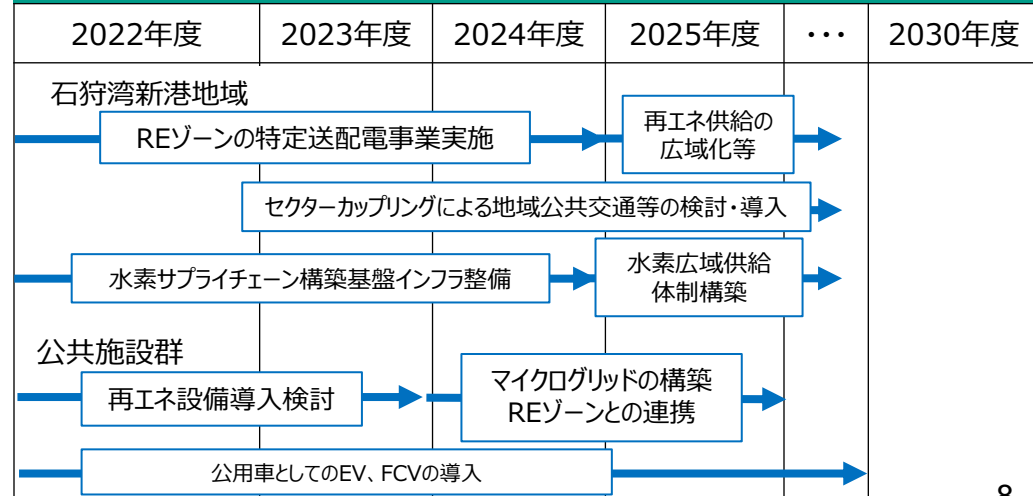 2022年度 2023年度 2024年度 2025年度 ・・・ 2030年度
石狩湾新港地域
REゾーンの特定送配電事業実施
再エネ供給の
広域化等
セクターカップリングによる地域公共交通等の検討・導入
水素サプライチェーン構築基盤インフラ整備
水素広域供給
体制構築
公共施設群
再エネ設備導入検討
マイクログリッドの構築
REゾーンとの連携
公用車としてのEV、FCVの導入
8